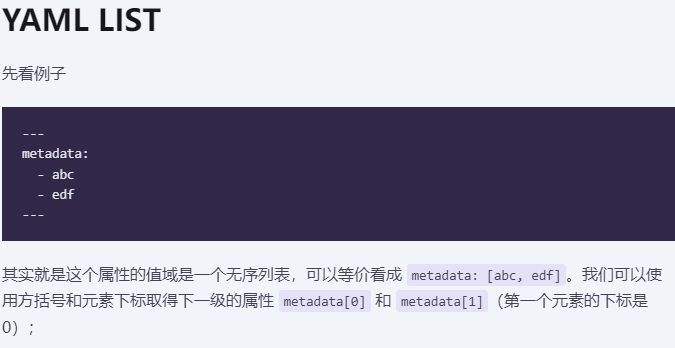 YAML LIST
先看例子
---
metadata:
  - abc
  - edf
---
其实就是这个属性的值域是一个无序列表，可以等价看成 metadata: [abc, edf]。我们可以使
用方括号和元素下标取得下一级的属性 metadata[0] 和 metadata[1]（第一个元素的下标是
0）；